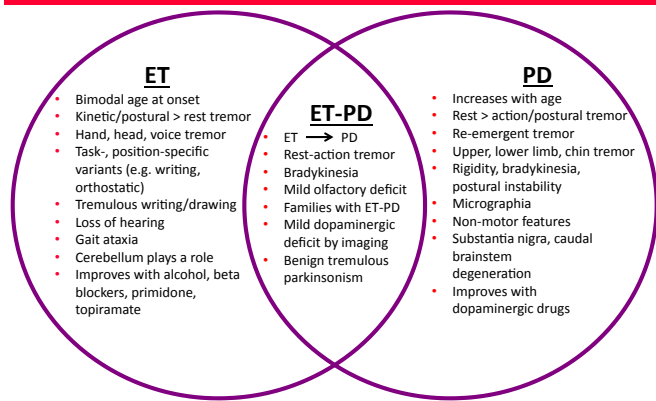 ET
• Bimodal age at onset
• Kinetic/postural > rest tremor
• Hand, head, voice tremor
• Task-, position-specific
variants (e.g. writing,
orthostatic)
• Tremulous writing/drawing
• Loss of hearing
• Gait ataxia
• Cerebellum plays a role
• Improves with alcohol, beta
blockers, primidone,
topiramate
ET-PD
• ET → PD
• Rest-action tremor
• Bradykinesia
• Mild olfactory deficit
• Families with ET-PD
• Mild dopaminergic
deficit by imaging
• Benign tremulous
parkinsonism
PD
• Increases with age
• Rest > action/postural tremor
• Re-emergent tremor
• Upper, lower limb, chin tremor
• Rigidity, bradykinesia,
postural instability
• Micrographia
• Non-motor features
• Substantia nigra, caudal
brainstem
degeneration
• Improves with
dopaminergic drugs